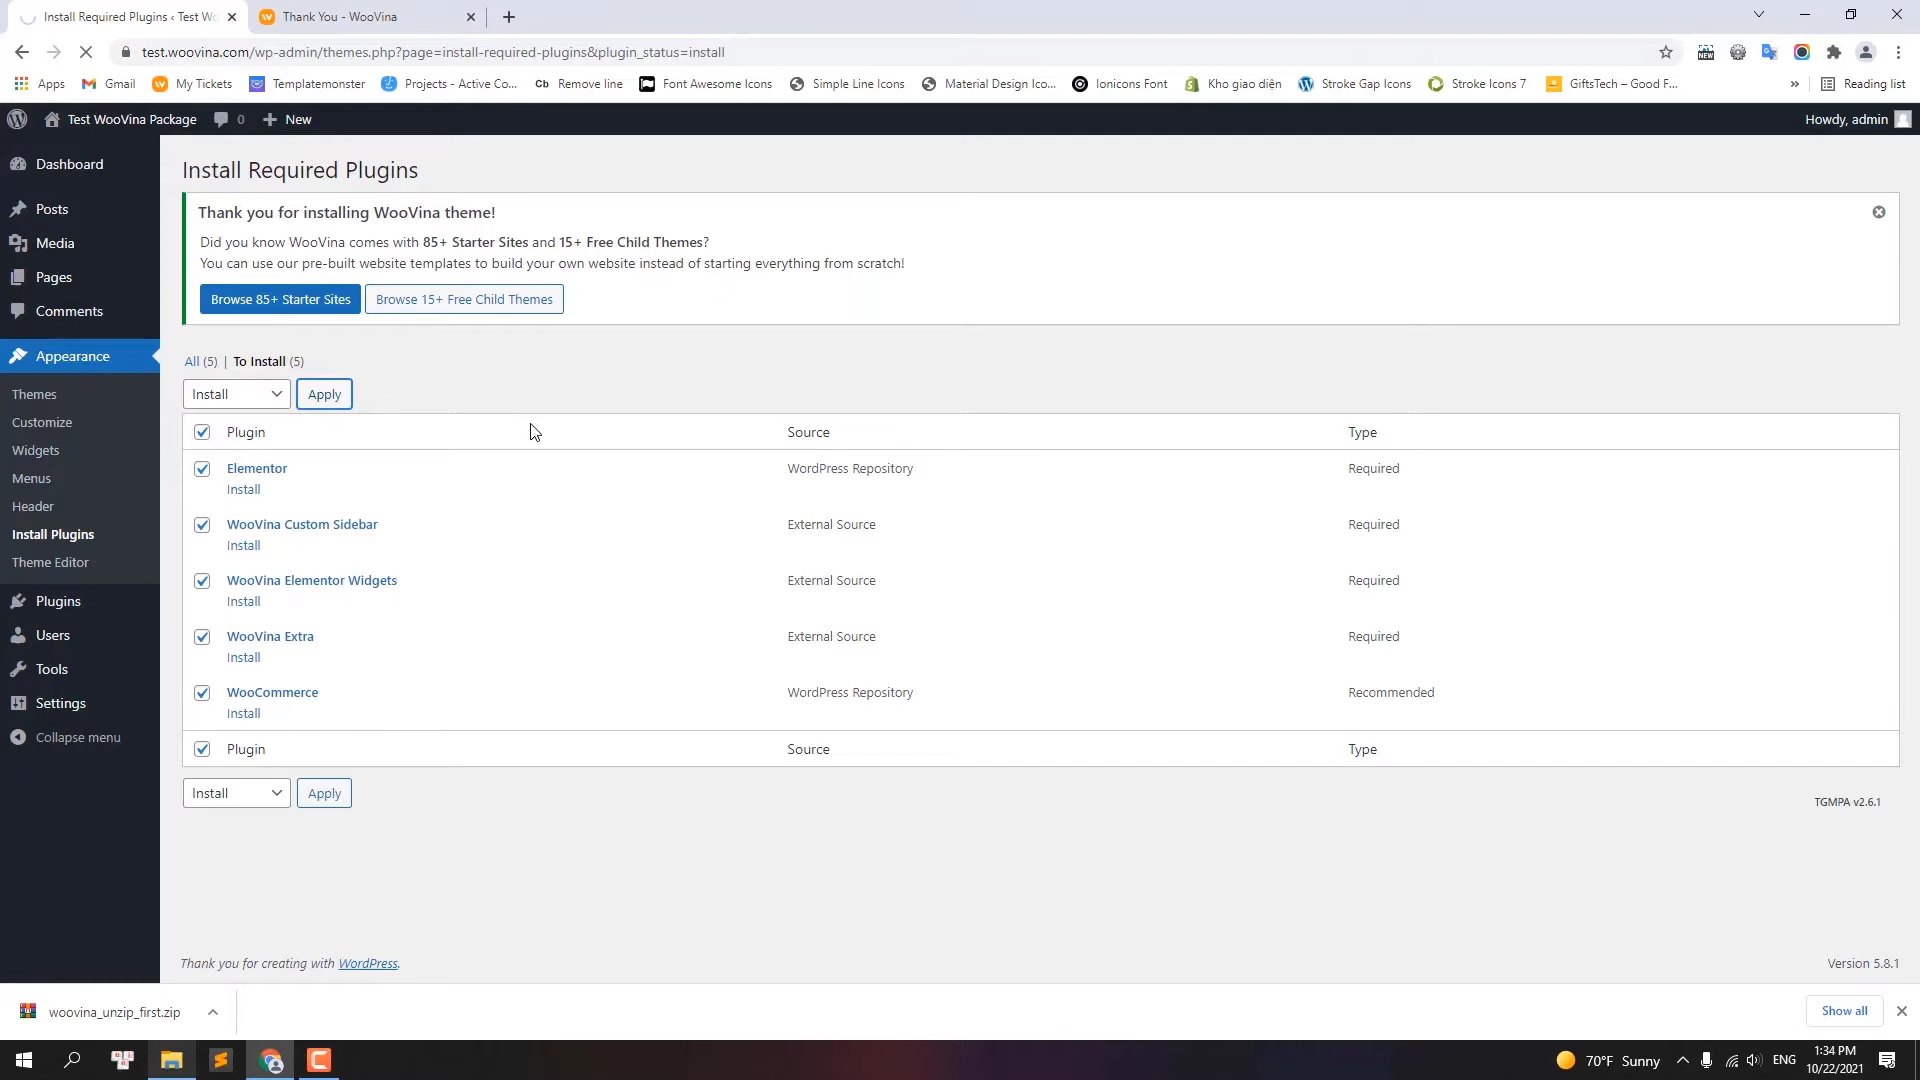 Install Required Plugins ‹ Test Wo
Thank You - WooVina
test.woovina.com/wp-admin/themes.php?page=install-required-plugins&plugin_status=install
Apps
Gmail
My Tickets
Templatemonster
Projects - Active Co...
Cb Remove line
Font Awesome Icons
Simple Line Icons
Material Design Ico...
Ionicons Font
Kho giao diện
Stroke Gap Icons
Stroke Icons 7
GiftsTech – Good F...
Reading list
Test WooVina Package
0
New
Howdy, admin
Dashboard
Posts
Media
Pages
Comments
Appearance
Themes
Customize
Widgets
Menus
Header
Install Plugins
Theme Editor
Plugins
Users
Tools
Settings
Collapse menu
Install Required Plugins
Thank you for installing WooVina theme!
Did you know WooVina comes with 85+ Starter Sites and 15+ Free Child Themes?
You can use our pre-built website templates to build your own website instead of starting everything from scratch!
Browse 85+ Starter Sites
Browse 15+ Free Child Themes
All (5) | To Install (5)
Install
Apply
Plugin Source Type
Elementor WordPress Repository Required
Install
WooVina Custom Sidebar External Source Required
Install
WooVina Elementor Widgets External Source Required
Install
WooVina Extra External Source Required
Install
WooCommerce WordPress Repository Recommended
Install
Plugin Source Type
Install
Apply
TGMPA v2.6.1
Thank you for creating with WordPress.
Version 5.8.1
woovina_unzip_first.zip
Show all
70°F Sunny
ENG
1:34 PM
10/22/2021